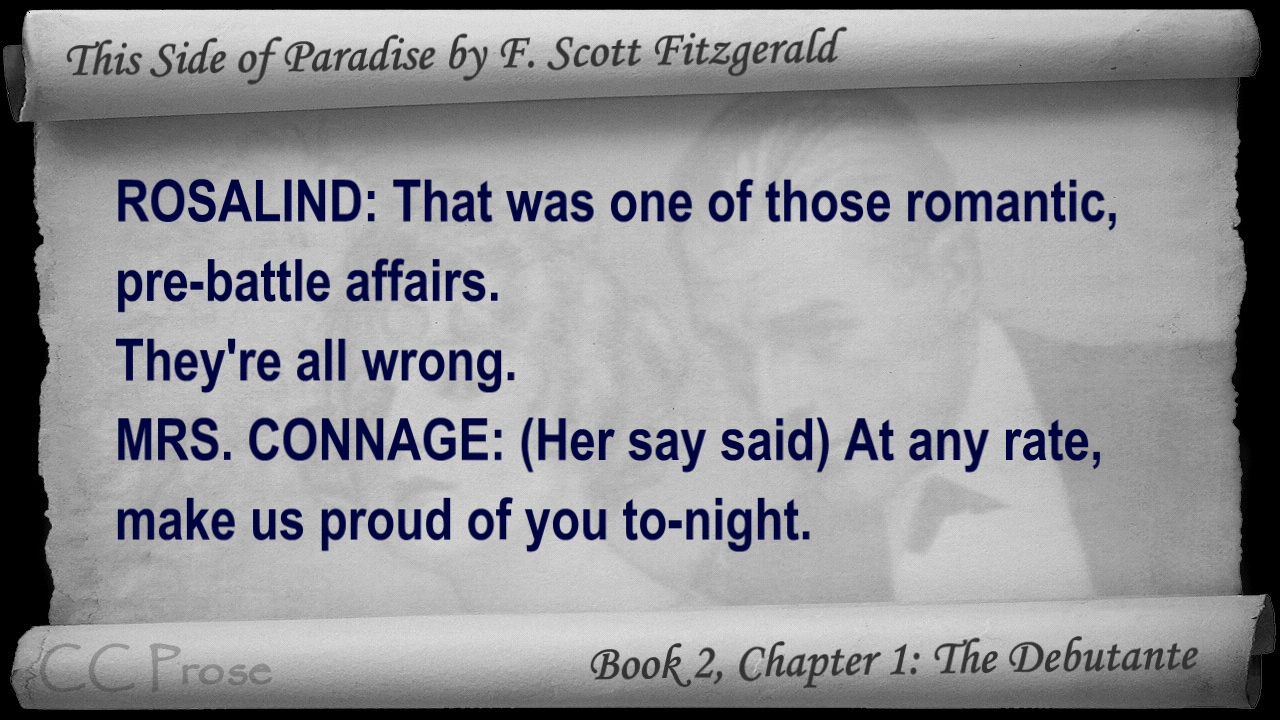 This Side of Paradise by F. Scott Fitzgerald
ROSALIND: That was one of those romantic,
pre-battle affairs.
They're all wrong.
MRS. CONNAGE: (Her say said) At any rate,
make us proud of you to-night.
CC Prose
Book 2, Chapter 1: The Debutante